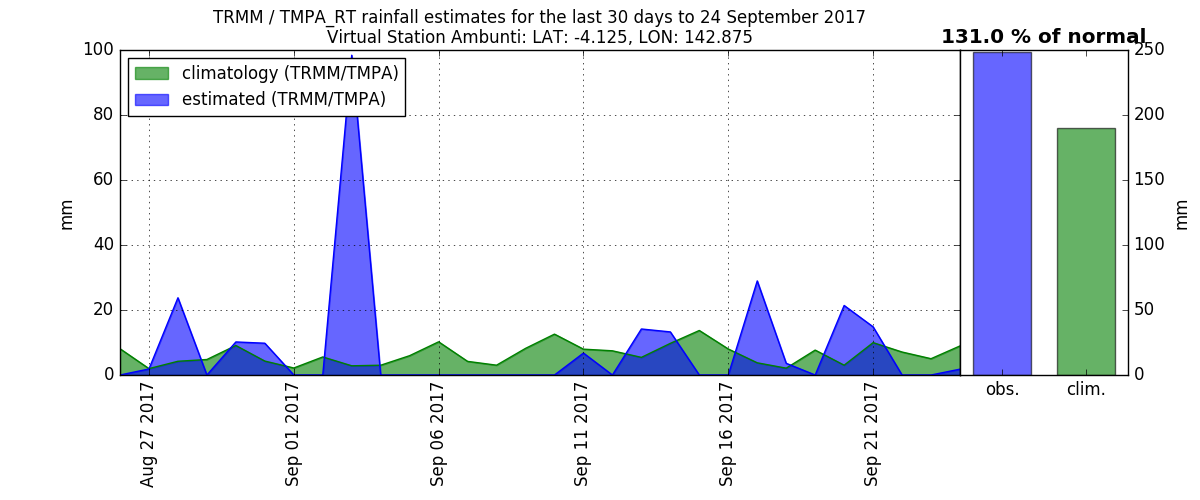 TRMM / TMPA_RT rainfall estimates for the last 30 days to 24 September 2017
Virtual Station Ambunti: LAT: -4.125, LON: 142.875
131.0 % of normal
climatology (TRMM/TMPA)
estimated (TRMM/TMPA)
100
80
60
40
20
0
mm
Aug 27 2017
Sep 01 2017
Sep 06 2017
Sep 11 2017
Sep 16 2017
Sep 21 2017
250
200
150
100
50
0
mm
obs.
clim.